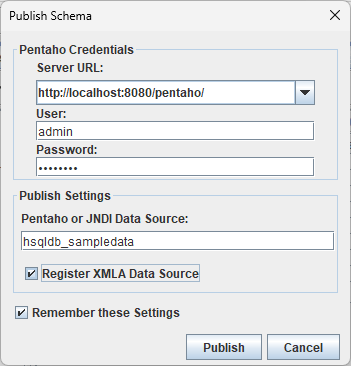 Publish Schema
Pentaho Credentials
Server URL:
http://localhost:8080/pentaho/
User:
admin
Password:
••••••••
Publish Settings
Pentaho or JNDI Data Source:
hsqldb_sampledata
Register XMLA Data Source
Remember these Settings
Publish Cancel